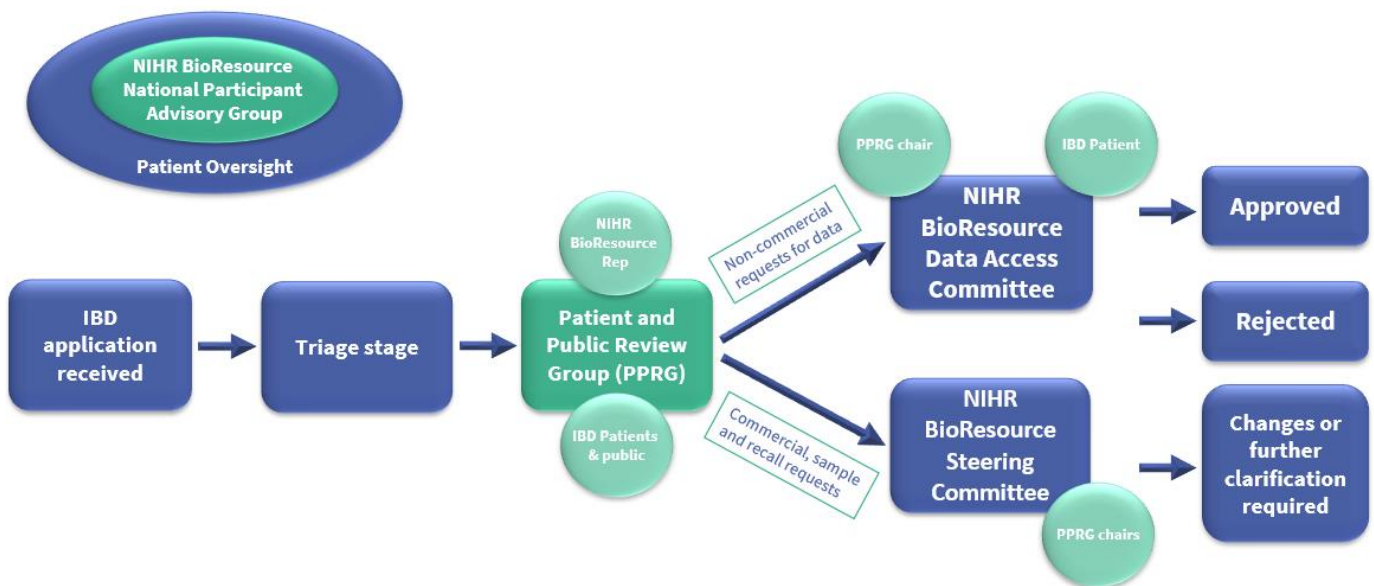 NIHR BioResource
National Participant
Advisory Group
Patient Oversight
IBD
application
received
Triage stage
NIHR
BioResource
Rep
Patient and
Public Review
Group (PPRG)
IBD Patients
& public
Non-commercial
requests for data
Commercial, sample
and recall requests
PPRG chair
IBD Patient
NIHR
BioResource
Data Access
Committee
NIHR
BioResource
Steering
Committee
PPRG chairs
Approved
Rejected
Changes or
further
clarification
required